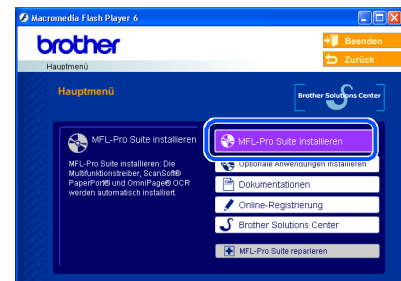 Macromedia Flash Player 6
brother
Beenden
Zurück
Hauptmenü
Hauptmenü
Brother Solutions Center
MFL-Pro Suite installieren
MFL-Pro Suite installieren: Die
Multifunktionstreiber, ScanSoft®
PaperPort® und OmniPage® OCR
werden automatisch installiert.
MFL-Pro Suite installieren
Optionale Anwendungen installieren
Dokumentationen
Online-Registrierung
Brother Solutions Center
MFL-Pro Suite reparieren